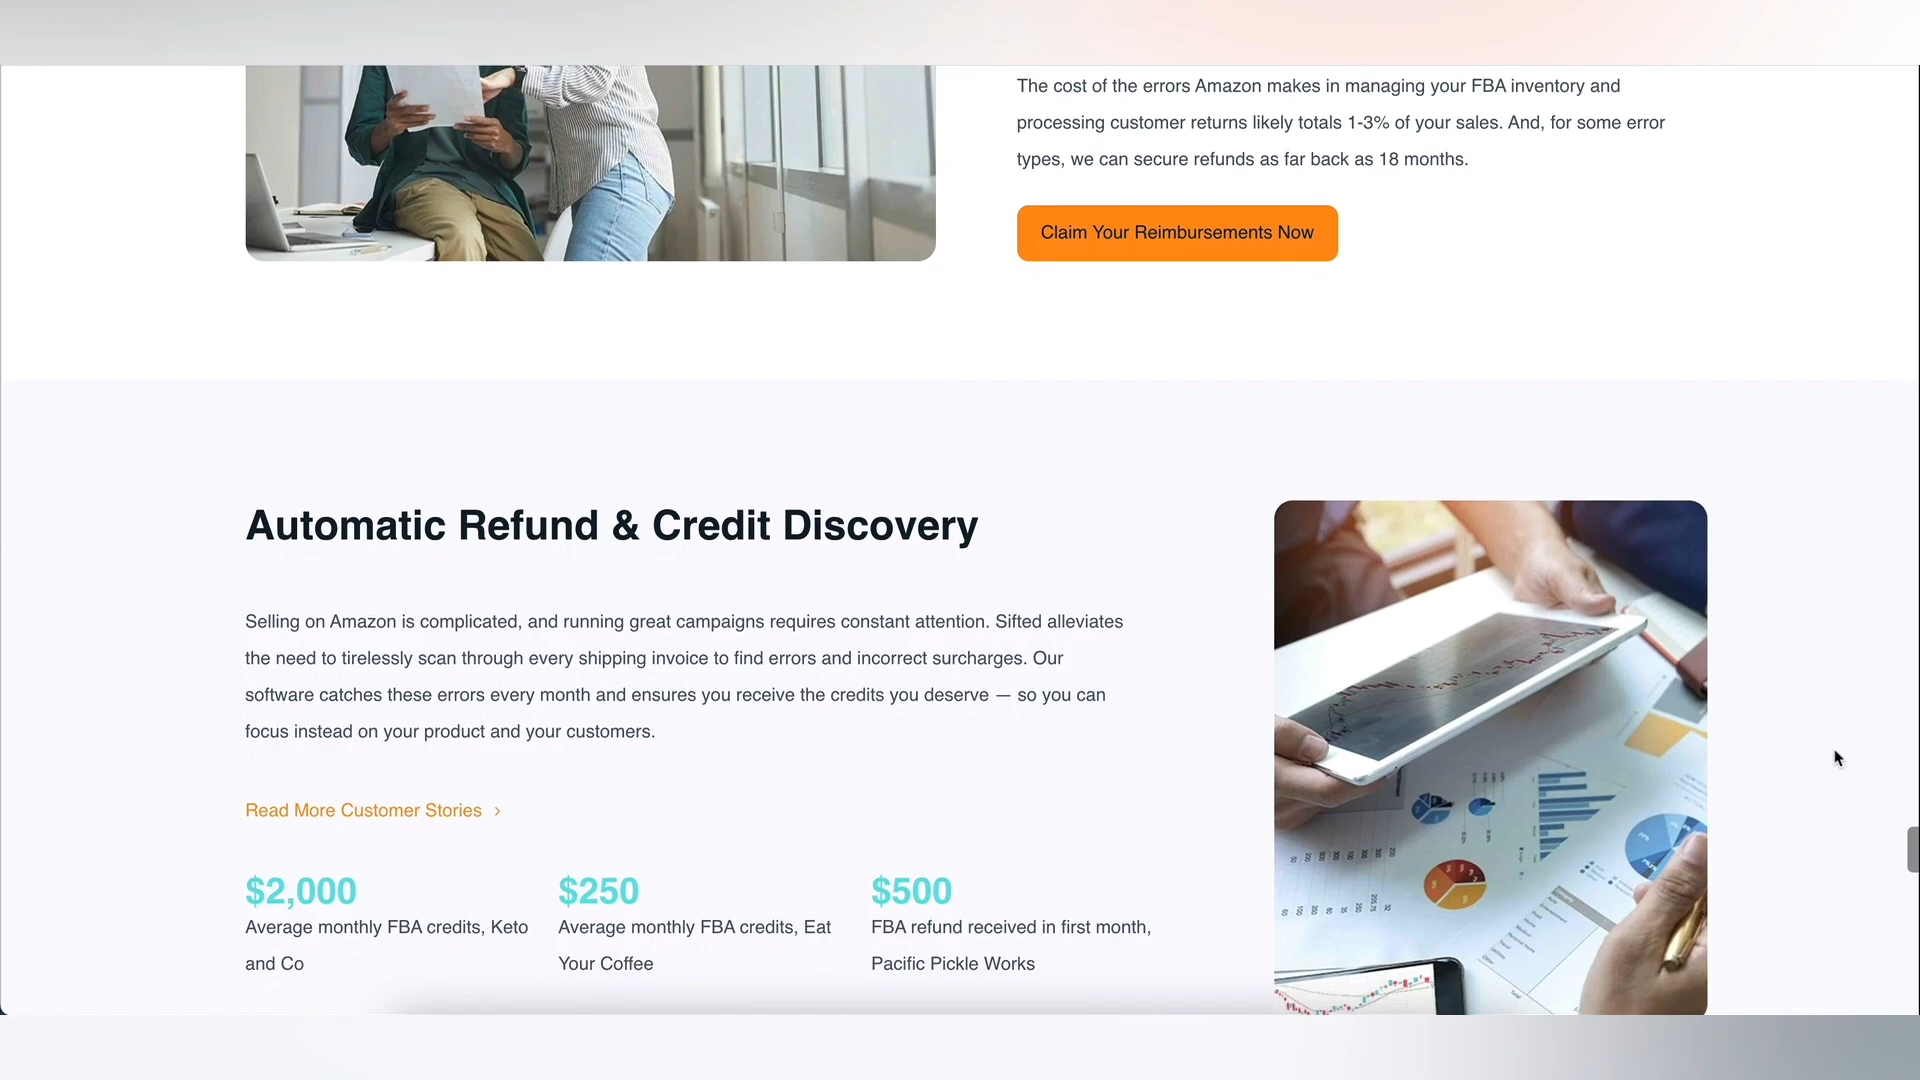 The cost of the errors Amazon makes in managing your FBA inventory and
processing customer returns likely totals 1-3% of your sales. And, for some error
types, we can secure refunds as far back as 18 months.
Claim Your Reimbursements Now
Automatic Refund & Credit Discovery
Selling on Amazon is complicated, and running great campaigns requires constant attention. Sifted alleviates
the need to tirelessly scan through every shipping invoice to find errors and incorrect surcharges. Our
software catches these errors every month and ensures you receive the credits you deserve — so you can
focus instead on your product and your customers.
Read More Customer Stories >
$2,000
Average monthly FBA credits, Keto
and Co
$250
Average monthly FBA credits, Eat
Your Coffee
$500
FBA refund received in first month,
Pacific Pickle Works